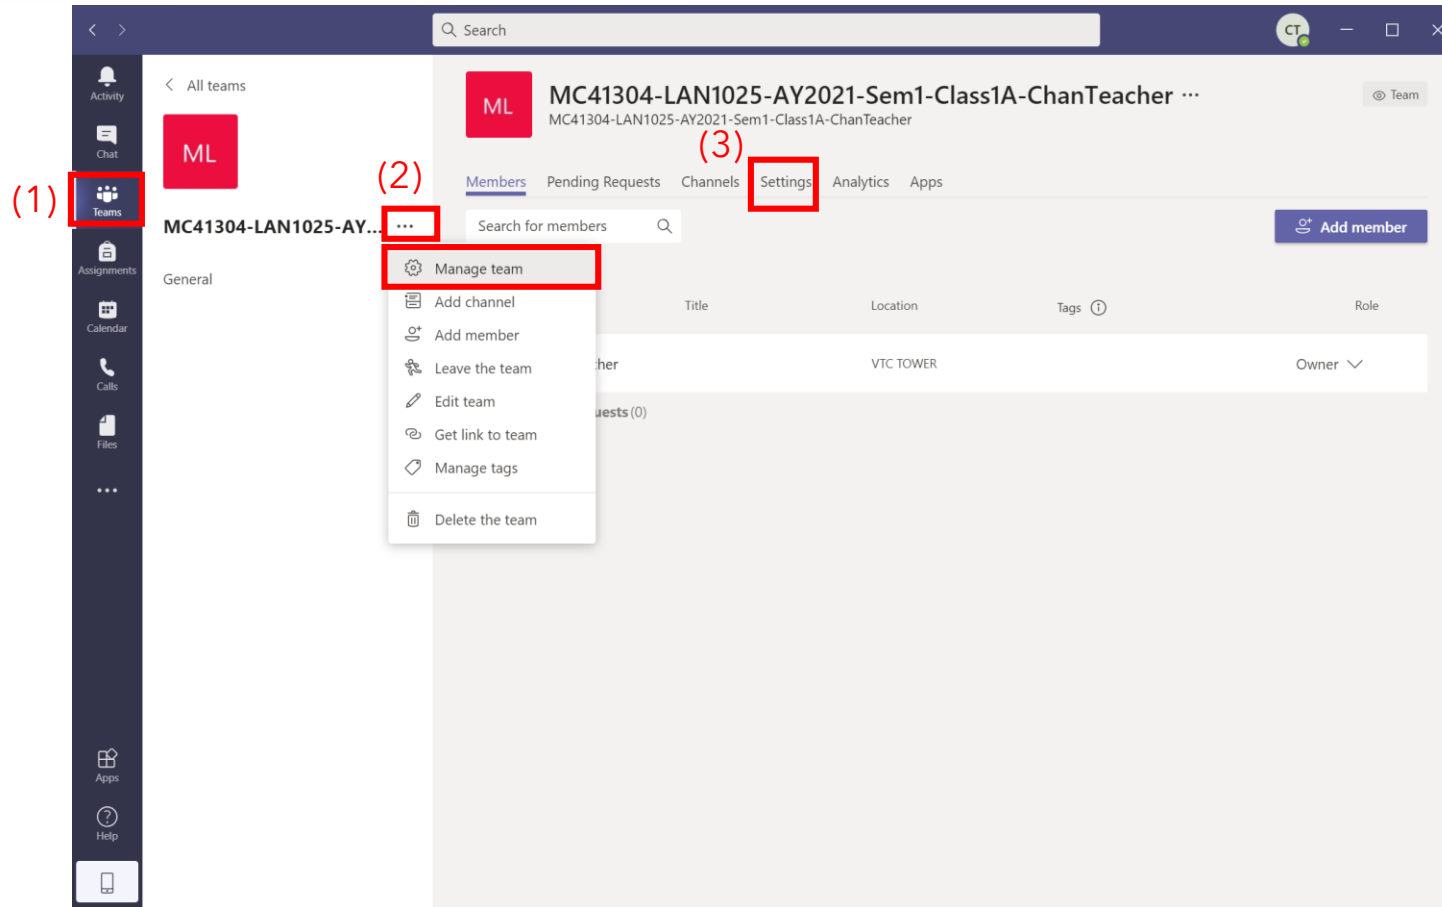 Search
CT
Activity
Chat
Teams
Assignments
Calendar
Calls
Files
Apps
Help
(1)
All teams
ML
MC41304-LAN1025-AY...
General
(2)
Manage team
Add channel
Add member
Leave the team
Edit team
Get link to team
Manage tags
Delete the team
ML
MC41304-LAN1025-AY2021-Sem1-Class1A-ChanTeacher ...
MC41304-LAN1025-AY2021-Sem1-Class1A-ChanTeacher
Team
(3)
Members Pending Requests Channels Settings Analytics Apps
Search for members
Add member
Title Location Tags Role
her VTC TOWER Owner
uests (0)